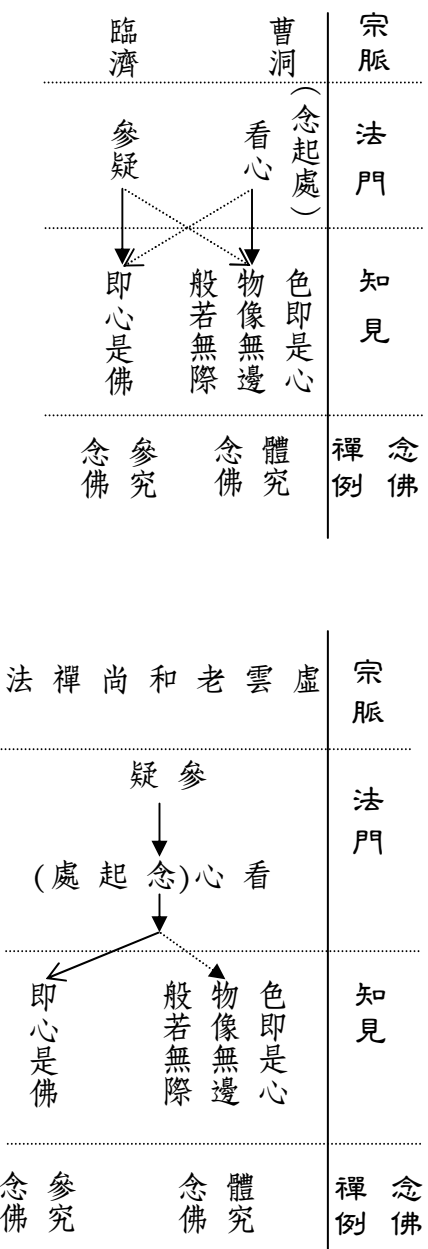 宗脈
曹洞
臨濟
法門
看心
（念起處）
參疑
知見
色即是心
物像無邊
般若無際
即心是佛
念佛
禪例
體究
念佛
參究
念佛
宗脈
虛雲老和尚禪法
法門
參疑
看心(念起處)
知見
色即是心
物像無邊
般若無際
即心是佛
念佛
禪例
體究
念佛
參究
念佛